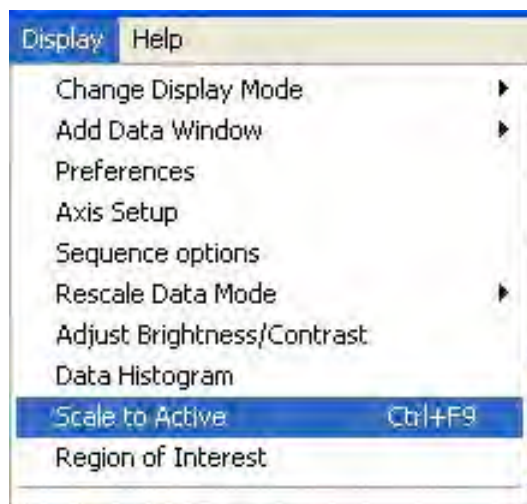 Display Help
Change Display Mode
Add Data Window
Preferences
Axis Setup
Sequence options
Rescale Data Mode
Adjust Brightness/Contrast
Data Histogram
Scale to Active Ctrl+F9
Region of Interest